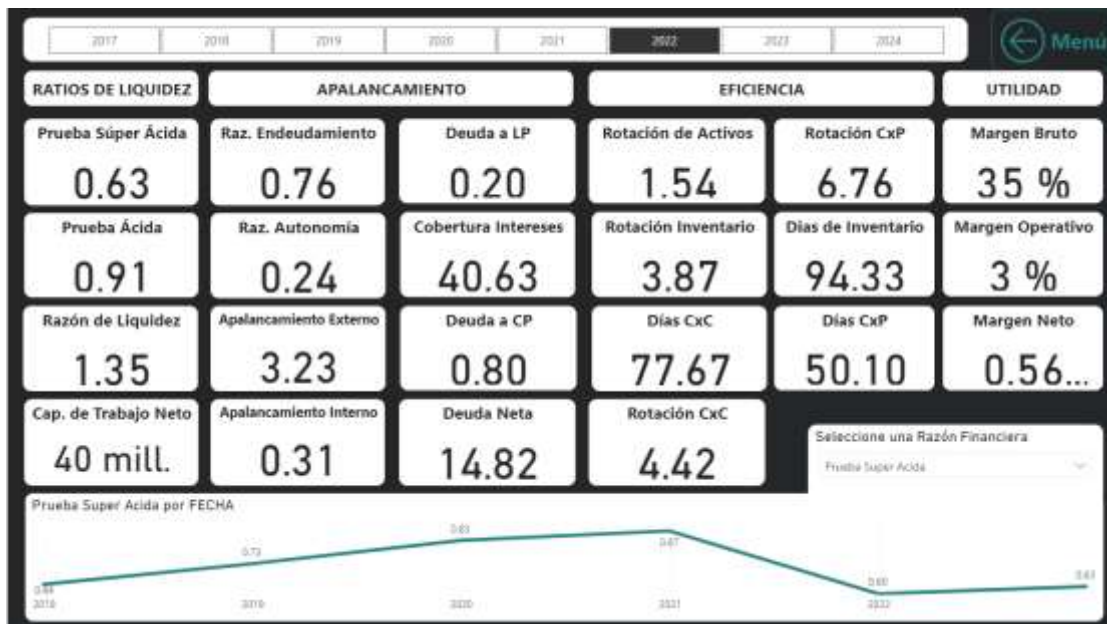 2017 2018 2019 2020 2021 2022 2023 2024
Menú
RATIOS DE LIQUIDEZ APALANCAMIENTO EFICIENCIA UTILIDAD
Prueba Súper Ácida Raz. Endeudamiento Deuda a LP Rotación de Activos Rotación CxP Margen Bruto
0.63 0.76 0.20 1.54 6.76 35 %
Prueba Ácida Raz. Autonomía Cobertura Intereses Rotación Inventario Dias de Inventario Margen Operativo
0.91 0.24 40.63 3.87 94.33 3 %
Razón de Liquidez Apalancamiento Externo Deuda a CP Días CxC Días CxP Margen Neto
1.35 3.23 0.80 77.67 50.10 0.56...
Cap. de Trabajo Neto Apalancamiento Interno Deuda Neta Rotación CxC
40 mill. 0.31 14.82 4.42
Seleccione una Razón Financiera
Prueba Super Acida
Prueba Super Acida por FECHA
0.73 0.83 0.87 0.60 0.63
2018 2019 2020 2021 2022